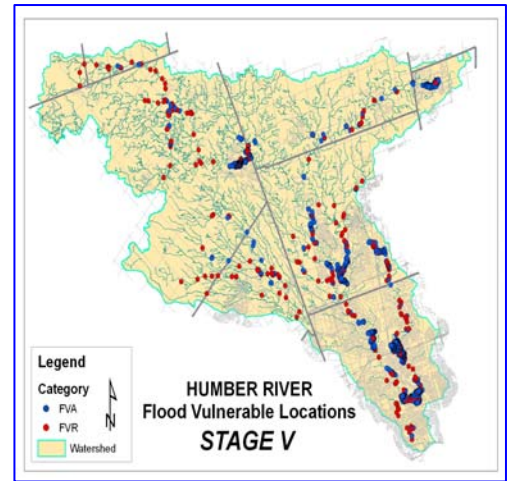 Legend
Category
FVA
FVR
Watershed
N
HUMBER RIVER
Flood Vulnerable Locations
STAGE V